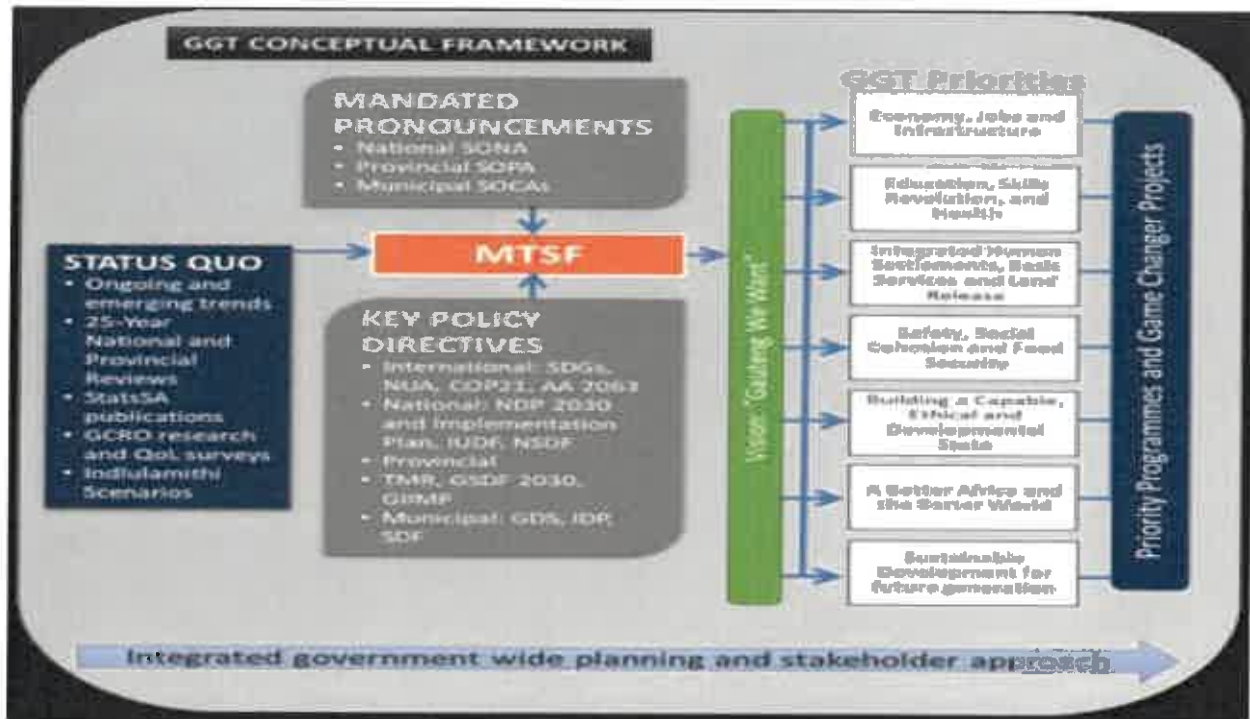 GGT CONCEPTUAL FRAMEWORK
MANDATED
PRONOUNCEMENTS
• National SONA
• Provincial SOPA
• Municipal SOCAs
STATUS QUO
• Ongoing and
emerging trends
• 25-Year
National and
Provincial
Reviews
• StatsSA
publications
• GCRO research
and QoL surveys
• Indlulamithi
Scenarios
MTSF
KEY POLICY
DIRECTIVES
• International: SDGs,
NUA, COP21, AA 2063
• National: NDP 2030
and Implementation
Plan, IUDF, NSDF
• Provincial
• TMR, GSDF 2030,
• Municipal: GDS, IDP,
SDF
Vision: "Gauteng We Want"
GGT Priorities
Economy, Jobs and
Infrastructure
Education, Skills
Revolution, and
Health
Integrated Human
Settlements, Basic
Services and Land
Release
Safety, Social
Cohesion and Food
Security
Building a Capable,
Ethical and
Developmental
State
A Better Africa and
the World
Sustainable
Development for
future generation
Priority Programmes and Game Changer Projects
Integrated government wide planning and stakeholder approach